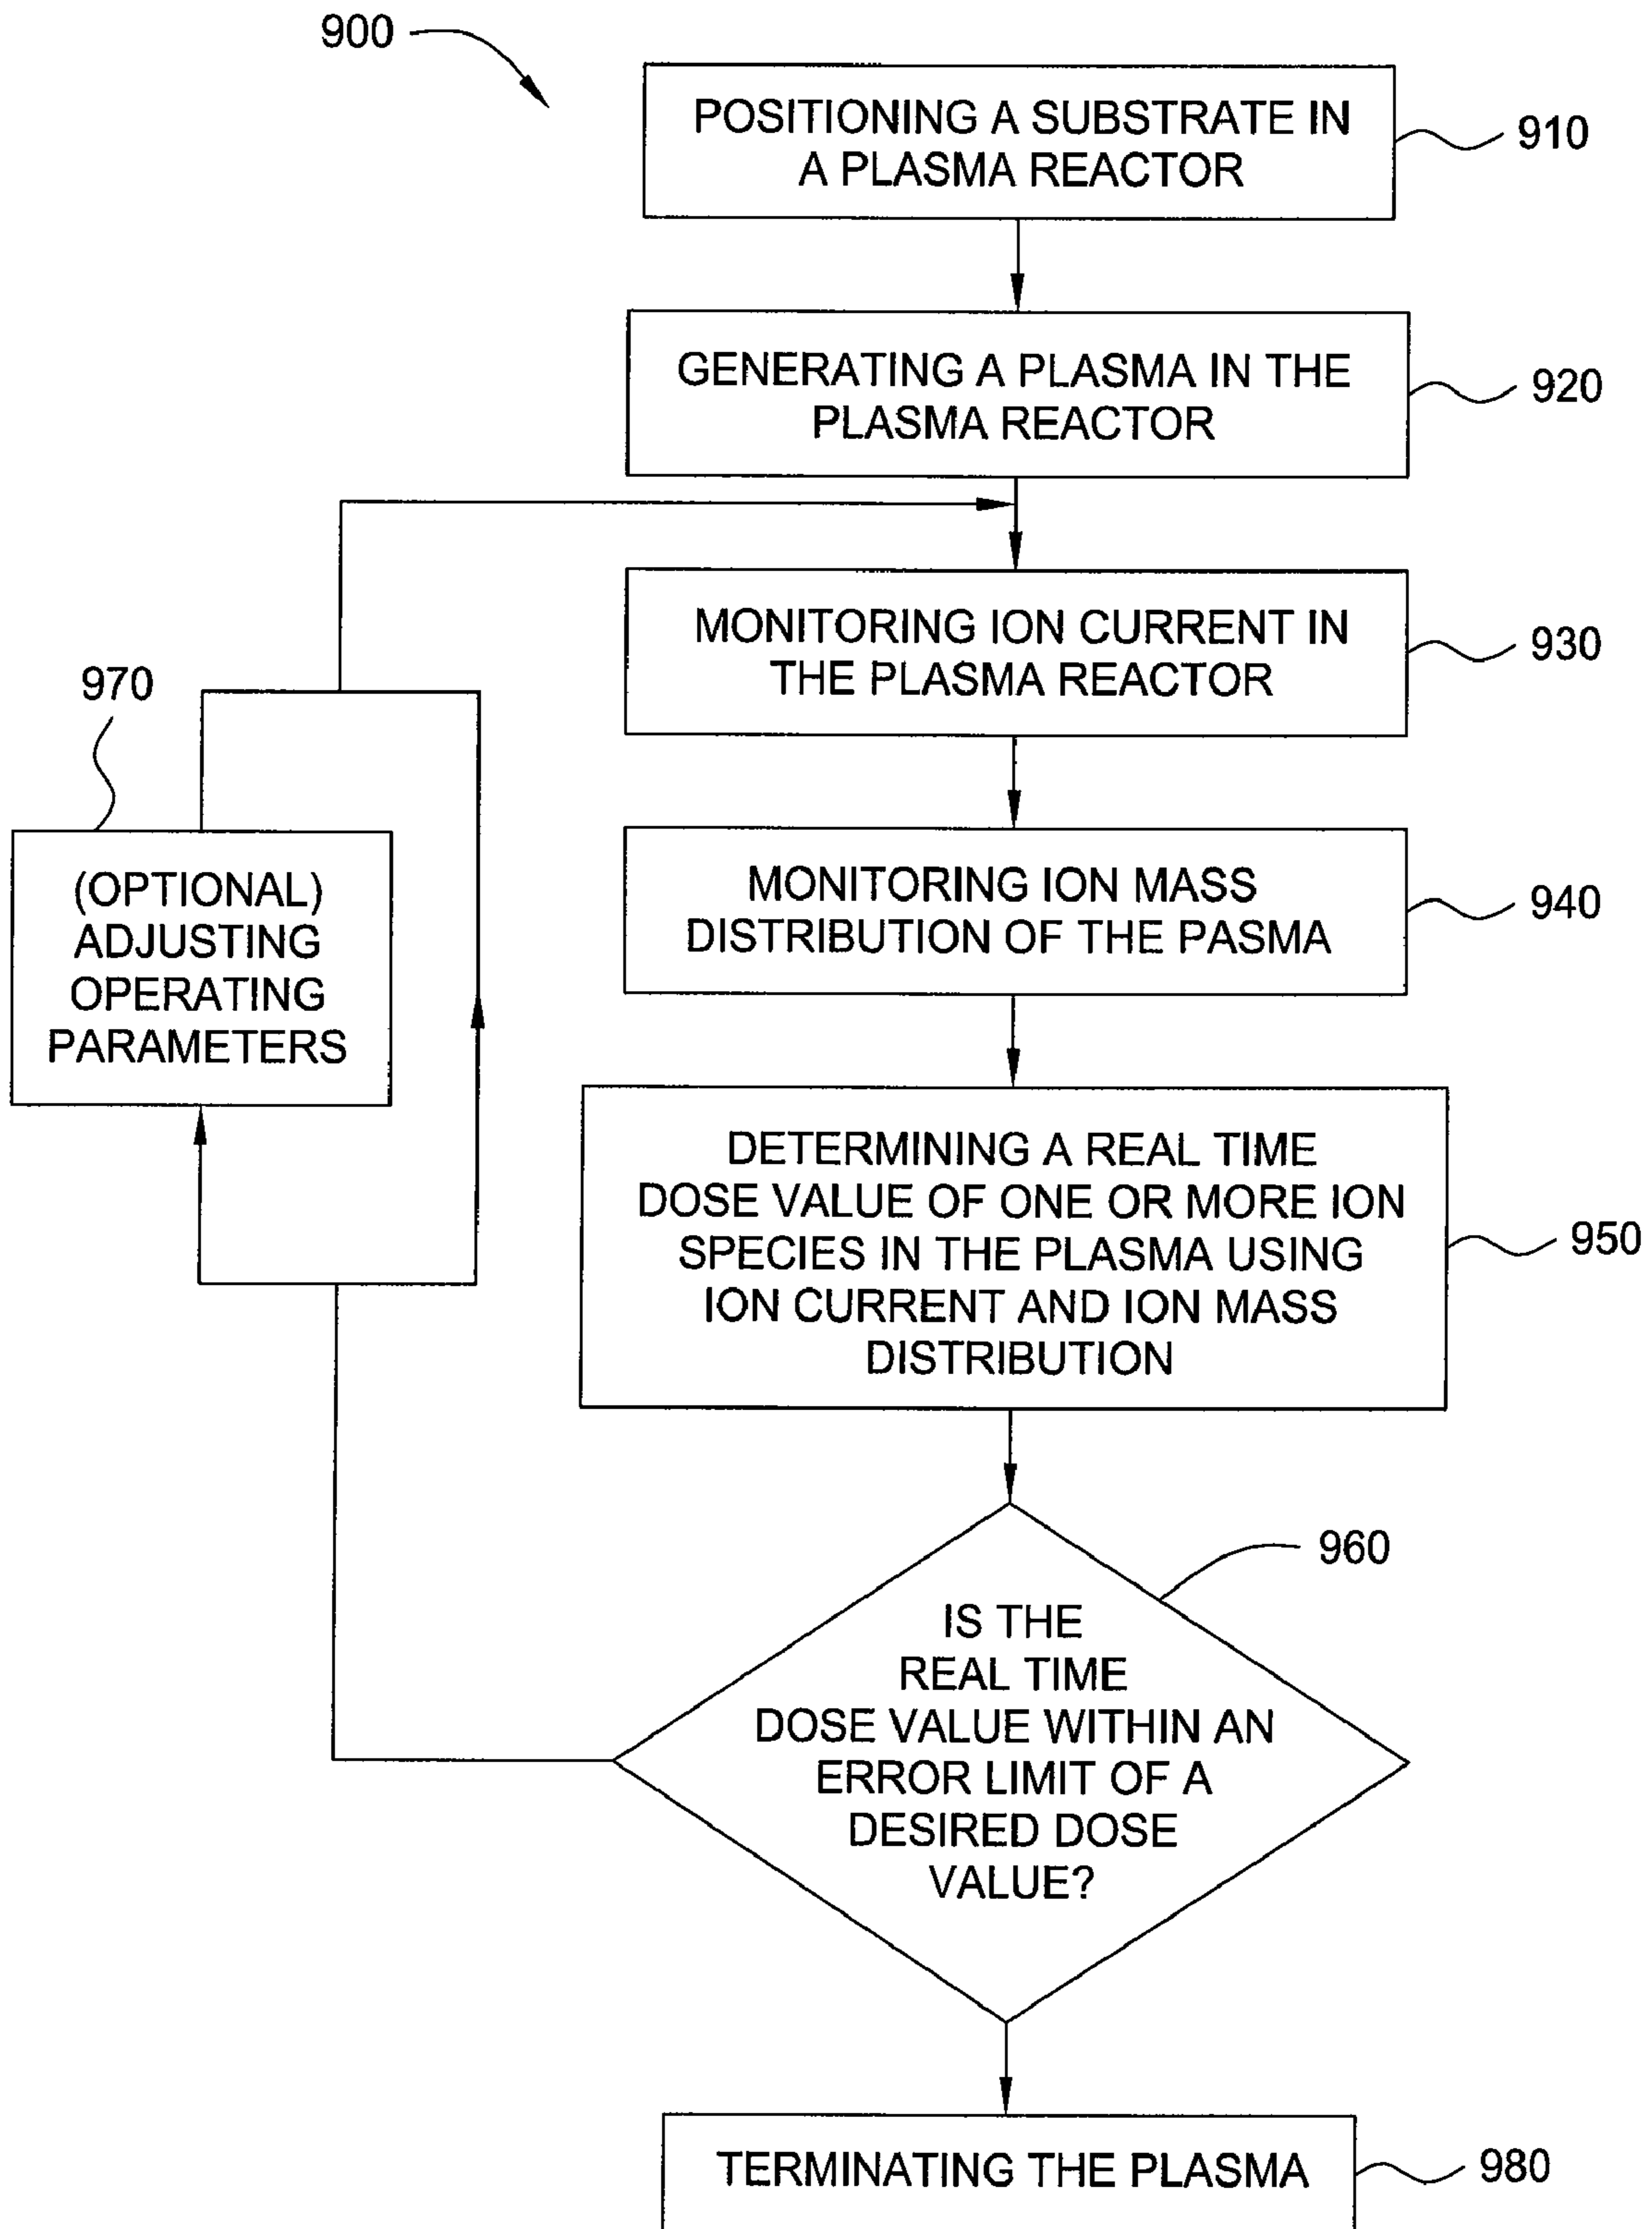 900
POSITIONING A SUBSTRATE IN
A PLASMA REACTOR
910
GENERATING A PLASMA IN THE
PLASMA REACTOR
920
MONITORING ION CURRENT IN
THE PLASMA REACTOR
930
970
(OPTIONAL)
ADJUSTING
OPERATING
PARAMETERS
MONITORING ION MASS
DISTRIBUTION OF THE PASMA
940
DETERMINING A REAL TIME
DOSE VALUE OF ONE OR MORE ION
SPECIES IN THE PLASMA USING
ION CURRENT AND ION MASS
DISTRIBUTION
950
960
IS THE
REAL TIME
DOSE VALUE WITHIN AN
ERROR LIMIT OF A
DESIRED DOSE
VALUE?
TERMINATING THE PLASMA
980